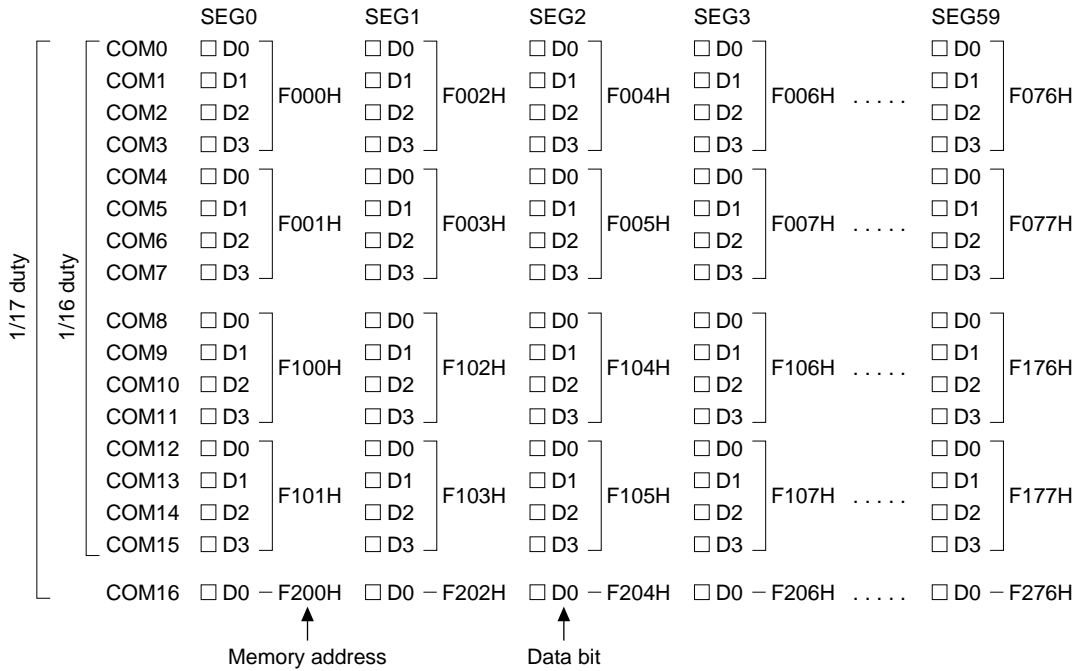 SEG0 SEG1 SEG2 SEG3 SEG59
COM0 D0 D0 D0 D0 D0
COM1 D1 D1 D1 D1 D1
F000H F002H F004H F006H ..... F076H
COM2 D2 D2 D2 D2 D2
COM3 D3 D3 D3 D3 D3
COM4 D0 D0 D0 D0 D0
COM5 D1 D1 D1 D1 D1
F001H F003H F005H F007H ..... F077H
COM6 D2 D2 D2 D2 D2
COM7 D3 D3 D3 D3 D3
1/17 duty
1/16 duty
COM8 D0 D0 D0 D0 D0
COM9 D1 D1 D1 D1 D1
F100H F102H F104H F106H ..... F176H
COM10 D2 D2 D2 D2 D2
COM11 D3 D3 D3 D3 D3
COM12 D0 D0 D0 D0 D0
COM13 D1 D1 D1 D1 D1
F101H F103H F105H F107H ..... F177H
COM14 D2 D2 D2 D2 D2
COM15 D3 D3 D3 D3 D3
COM16 D0 – F200H D0 – F202H D0 – F204H D0 – F206H ..... D0 – F276H
Memory address Data bit